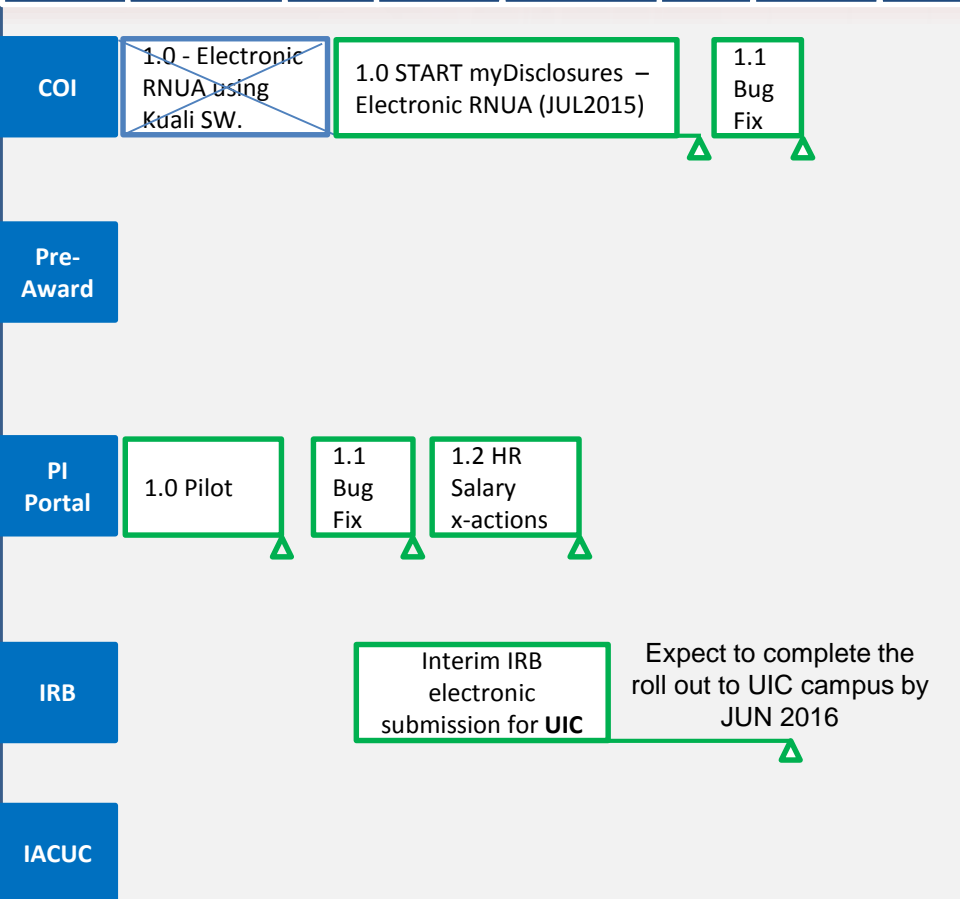 COI
1.0 - Electronic
RNUA using
Kuali SW.
1.0 START myDisclosures –
Electronic RNUA (JUL2015)
1.1
Bug
Fix
Pre-
Award
PI
Portal
1.0 Pilot
1.1
Bug
Fix
1.2 HR
Salary
x-actions
IRB
Interim IRB
electronic
submission for UIC
Expect to complete the
roll out to UIC campus by
JUN 2016
IACUC